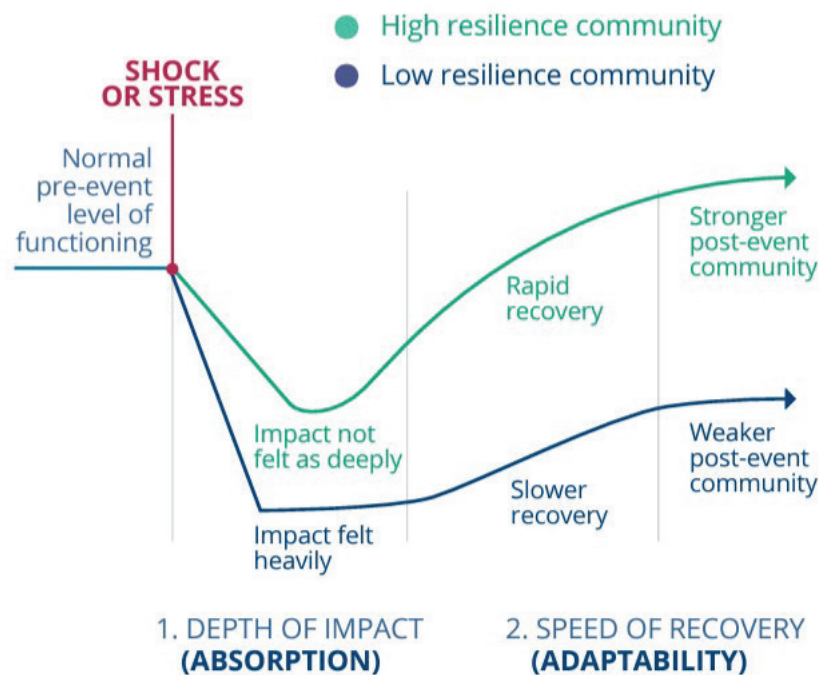 High resilience community
Low resilience community
SHOCK
OR STRESS
Normal
pre-event
level of
functioning
Stronger
post-event
community
Rapid
recovery
Impact not
felt as deeply
Weaker
post-event
community
Slower
recovery
Impact felt
heavily
1. DEPTH OF IMPACT
(ABSORPTION)
2. SPEED OF RECOVERY
(ADAPTABILITY)